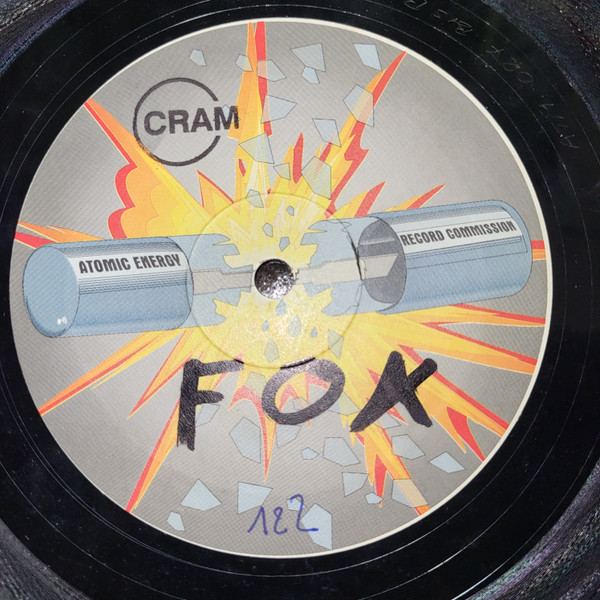 CRAM
ATOMIC ENERGY
RECORD COMMISSION
FOX
122